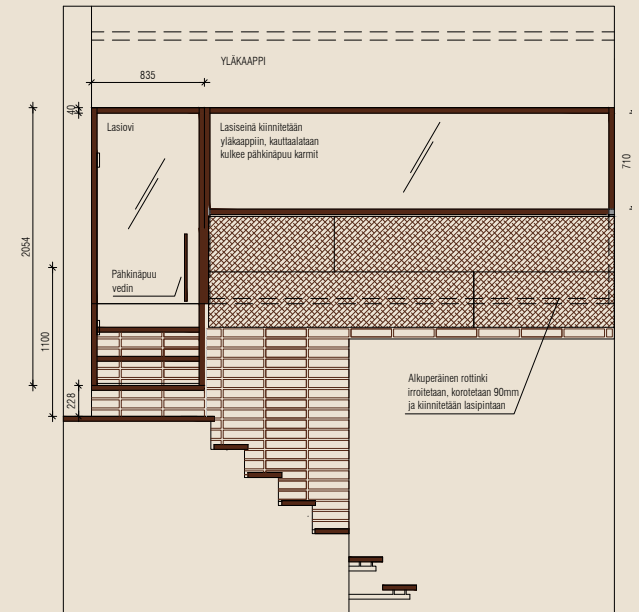 YLÄKAAPPI
835
40
Lasiovi
Lasiseinä kiinnitetään
yläkaappiin, kauttaalataan
kulkee pähkinäpuu karmit
710
2054
Pähkinäpuu
vedin
1100
Alkuperäinen rottinki
irroitetaan, korotetaan 90mm
ja kiinnitetään lasipintaan
228